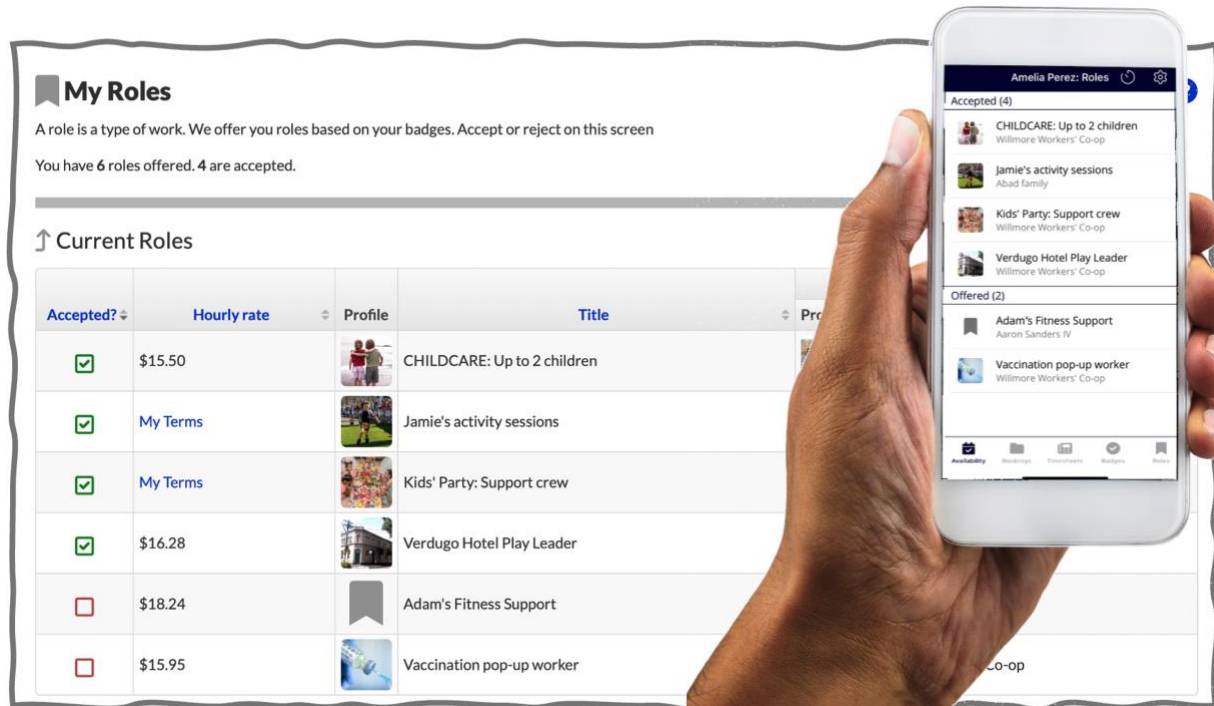 My Roles
A role is a type of work. We offer you roles based on your badges. Accept or reject on this screen
You have 6 roles offered. 4 are accepted.
Current Roles
Accepted? Hourly rate Profile Title
$15.50 CHILDCARE: Up to 2 children
My Terms Jamie's activity sessions
My Terms Kids' Party: Support crew
$16.28 Verdugo Hotel Play Leader
$18.24 Adam's Fitness Support
$15.95 Vaccination pop-up worker Co-op
Amelia Perez: Roles
Accepted (4)
CHILDCARE: Up to 2 children
Willmore Workers' Co-op
Jamie's activity sessions
Abad family
Kids' Party: Support crew
Willmore Workers' Co-op
Verdugo Hotel Play Leader
Willmore Workers' Co-op
Offered (2)
Adam's Fitness Support
Aaron Sanders IV
Vaccination pop-up worker
Willmore Workers' Co-op
Availability Bookings Timesheets Badges Roles